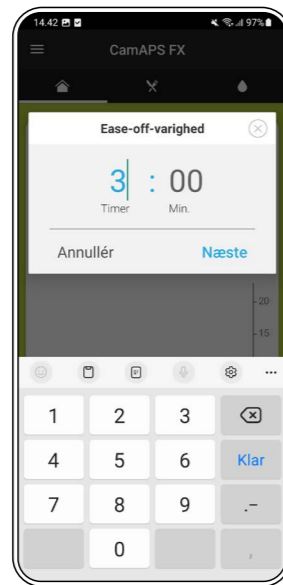 14.42 97%
CamAPS FX
Ease-off-varighed
3 : 00
Timer Min.
Annullér Næste
20
15
1 2 3
4 5 6 Klar
7 8 9 .-
0 ,